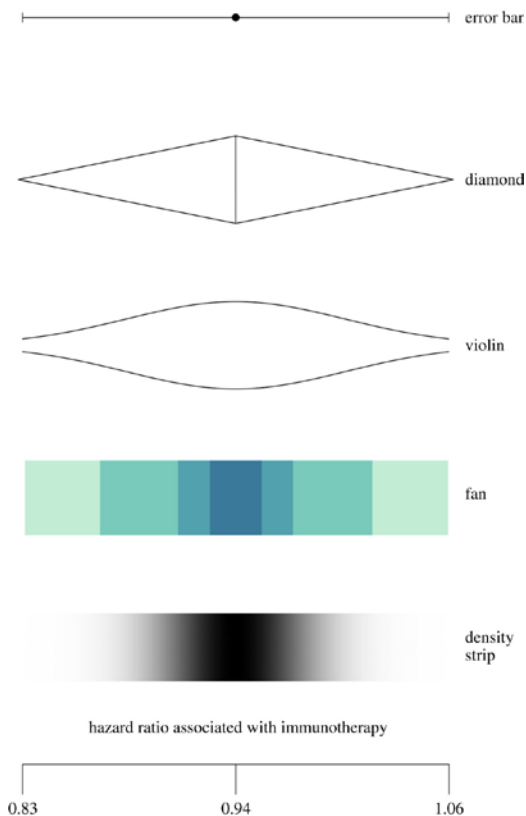 error bar
diamond
violin
fan
density
strip
hazard ratio associated with immunotherapy
0.83 0.94 1.06